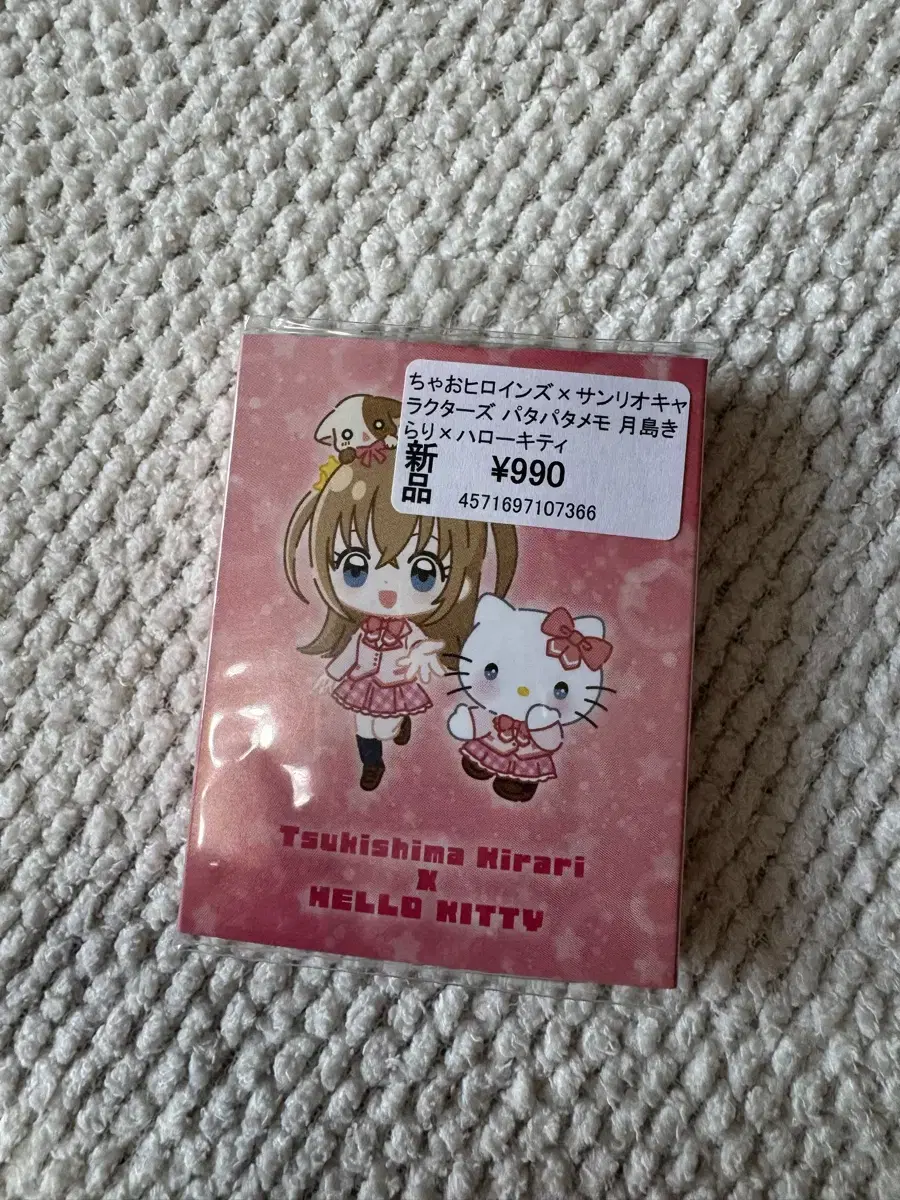 ちゃおヒロインズ×サンリオキャ
ラクターズ パタパタメモ 月島き
らり×ハローキティ
新品 ¥990
4571697107366
Tsukishima Kirari
X
HELLO KITTY